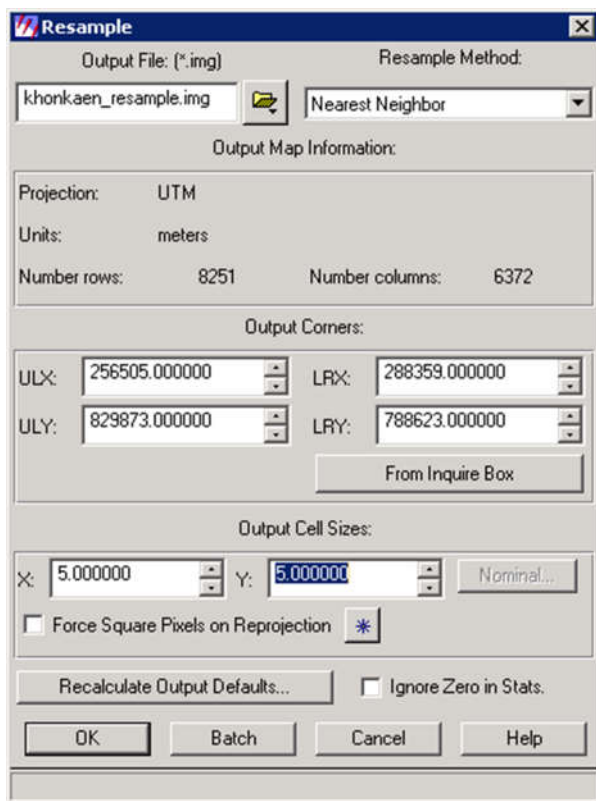 Resample
Output File: (*.img) Resample Method:
khonkaen_resample.img Nearest Neighbor
Output Map Information:
Projection: UTM
Units: meters
Number rows: 8251 Number columns: 6372
Output Corners:
ULX: 256505.000000 LRX: 288359.000000
ULY: 829873.000000 LRY: 788623.000000
From Inquire Box
Output Cell Sizes:
X: 5.000000 Y: 5.000000 Nominal...
Force Square Pixels on Reprojection
Recalculate Output Defaults... Ignore Zero in Stats.
OK Batch Cancel Help